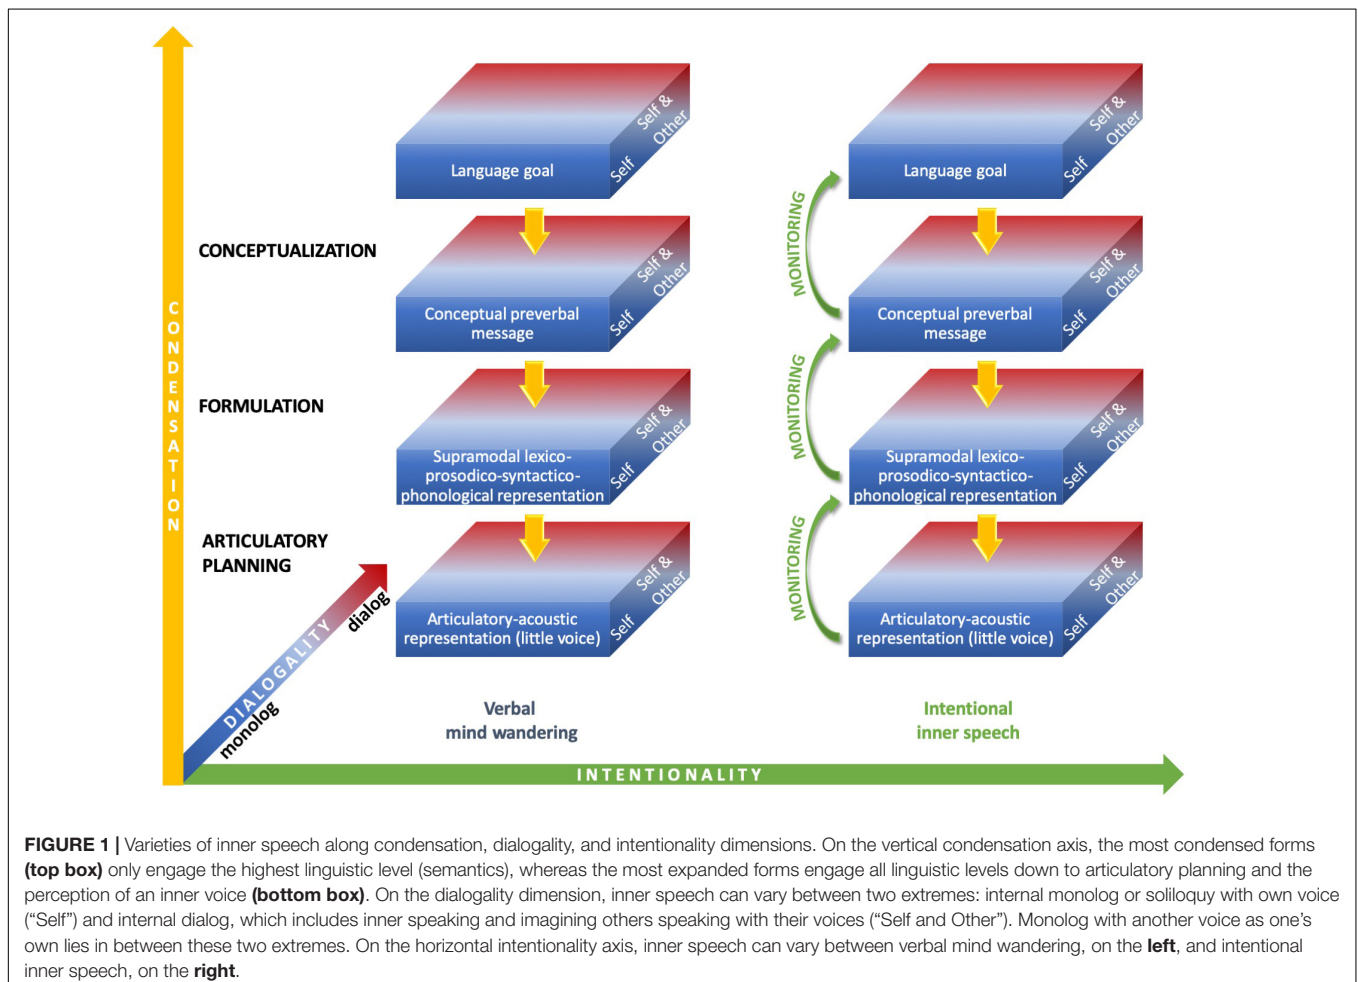 CONDENSATION
Language goal
Self
Self &
Other
CONCEPTUALIZATION
Conceptual preverbal
message
Self
Self &
Other
FORMULATION
Supramodal lexico-
prosodico-syntactico-
phonological representation
Self
Self &
Other
ARTICULATORY
PLANNING
Articulatory-acoustic
representation (little voice)
Self
Self &
Other
DIALOGALITY
monolog
dialog
Verbal
mind wandering
Language goal
Self
Self &
Other
MONITORING
Conceptual preverbal
message
Self
Self &
Other
MONITORING
Supramodal lexico-
prosodico-syntactico-
phonological representation
Self
Self &
Other
MONITORING
Articulatory-acoustic
representation (little voice)
Self
Self &
Other
Intentional
inner speech
INTENTIONALITY
FIGURE 1 | Varieties of inner speech along condensation, dialogality, and intentionality dimensions. On the vertical condensation axis, the most condensed forms
(top box) only engage the highest linguistic level (semantics), whereas the most expanded forms engage all linguistic levels down to articulatory planning and the
perception of an inner voice (bottom box). On the dialogality dimension, inner speech can vary between two extremes: internal monolog or soliloquy with own voice
(“Self”) and internal dialog, which includes inner speaking and imagining others speaking with their voices (“Self and Other”). Monolog with another voice as one’s
own lies in between these two extremes. On the horizontal intentionality axis, inner speech can vary between verbal mind wandering, on the left, and intentional
inner speech, on the right.